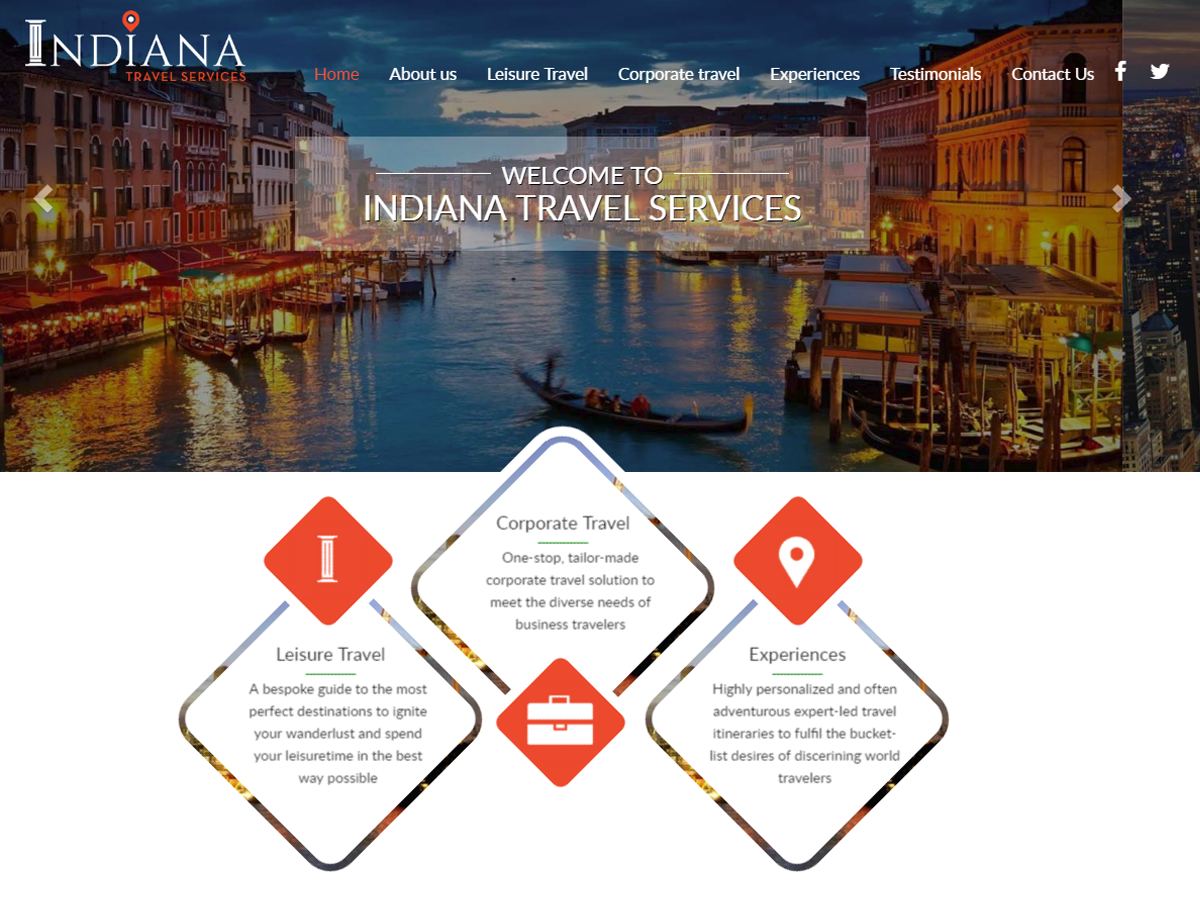 INDIANA
TRAVEL SERVICES
Home About us Leisure Travel Corporate travel Experiences Testimonials Contact Us
WELCOME TO
INDIANA TRAVEL SERVICES
Corporate Travel
One-stop, tailor-made
corporate travel solution to
meet the diverse needs of
business travelers
Leisure Travel
A bespoke guide to the most
perfect destinations to ignite
your wanderlust and spend
your leisuretime in the best
way possible
Experiences
Highly personalized and often
adventurous expert-led travel
itineraries to fulfil the bucket-
list desires of discerining world
travelers